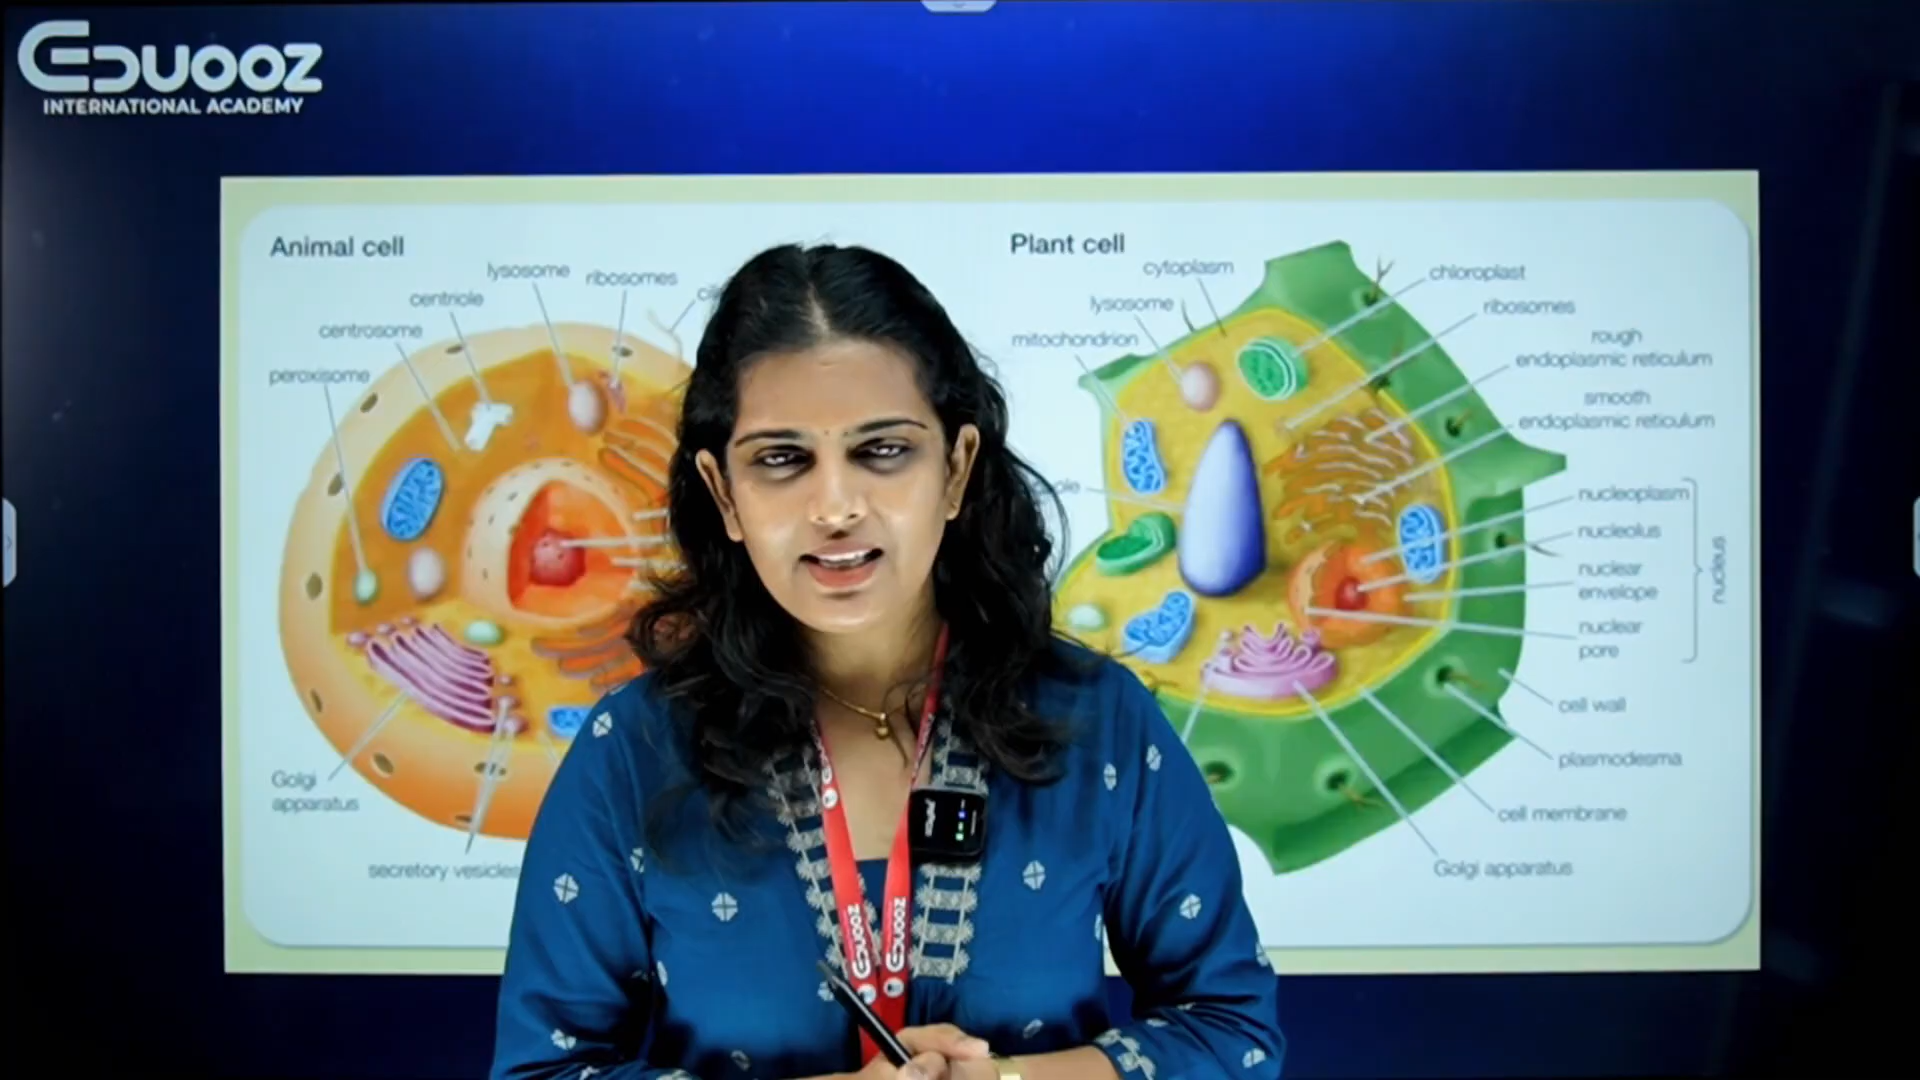 EDUOOZ
INTERNATIONAL ACADEMY
Animal cell
lysosome
ribosomes
centriole
centrosome
peroxisome
Golgi
apparatus
secretory vesicles
Plant cell
cytoplasm
lysosome
mitochondrion
chloroplast
ribosomes
rough
endoplasmic reticulum
smooth
endoplasmic reticulum
nucleoplasm
nucleolus
nuclear
envelope
nuclear
pore
nucleus
cell wall
plasmodesma
cell membrane
Golgi apparatus
EDUOOZ
EDUOOZ